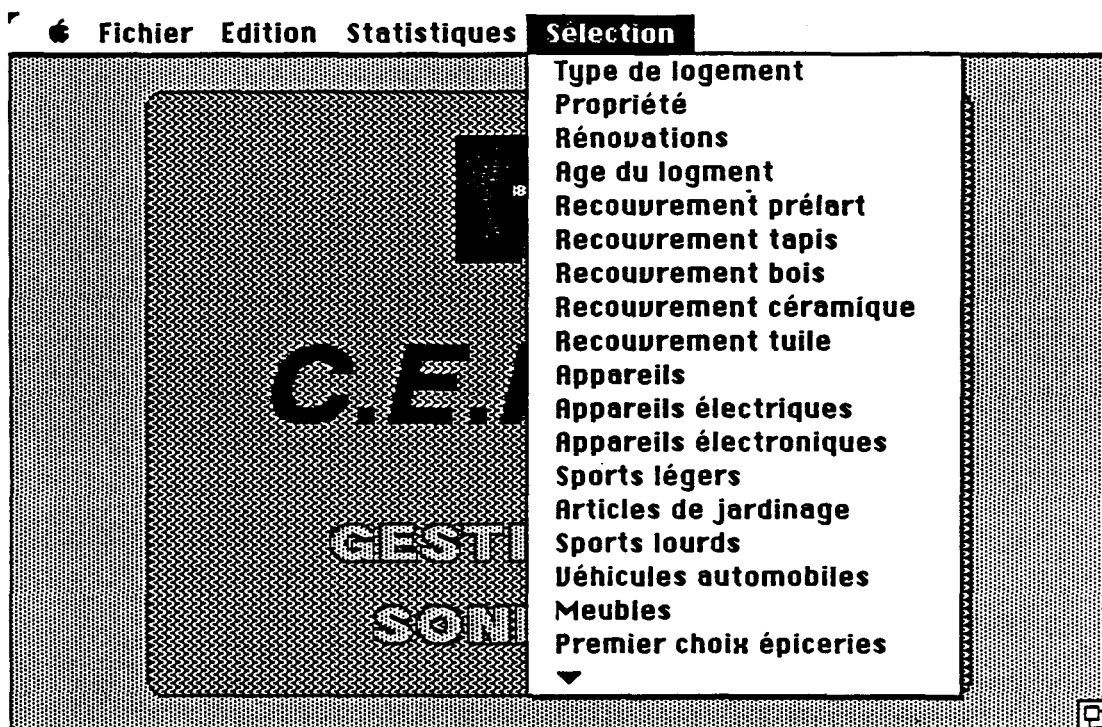 Fichier Edition Statistiques Sélection
Type de logement
Propriété
Rénovations
Age du logment
Recouvrement prélart
Recouvrement tapis
Recouvrement bois
Recouvrement céramique
Recouvrement tuile
Appareils
Appareils électriques
Appareils électroniques
Sports légers
Articles de jardinage
Sports lourds
Véhicules automobiles
Meubles
Premier choix épiceries
C.E.
GESTI
SON